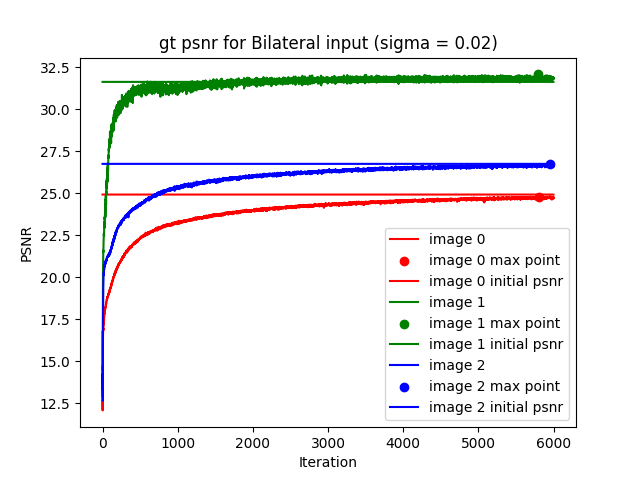 gt psnr for Bilateral input (sigma = 0.02)
PSNR
32.5
30.0
27.5
25.0
22.5
20.0
17.5
15.0
12.5
image 0
image 0 max point
image 0 initial psnr
image 1
image 1 max point
image 1 initial psnr
image 2
image 2 max point
image 2 initial psnr
0 1000 2000 3000 4000 5000 6000
Iteration